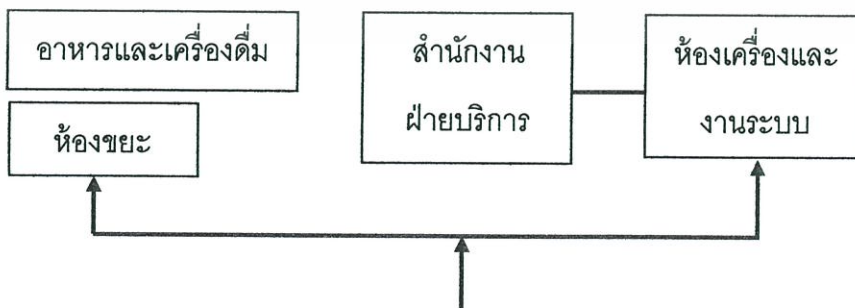 อาหารและเครื่องดื่ม
ห้องขยะ
สำนักงาน
ฝ่ายบริการ
ห้องเครื่องและ
งานระบบ